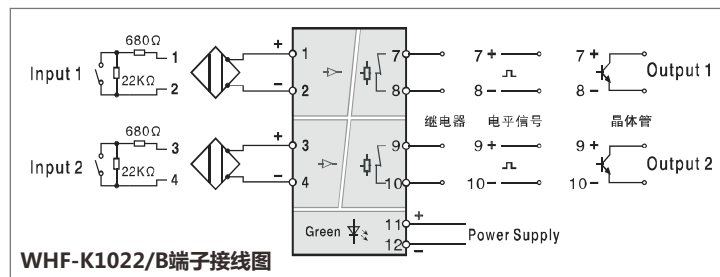 680Ω
1
Input 1
22KΩ
2
+ 1 7 7 + 7 +
Output 1
− 2 8 8 − 8 −
继电器 电平信号 晶体管
680Ω
3
Input 2
22KΩ
4
+ 3 9 9 + 9 +
Output 2
− 4 10 10 − 10 −
Green
11 +
Power Supply
12 −
WHF-K1022/B端子接线图